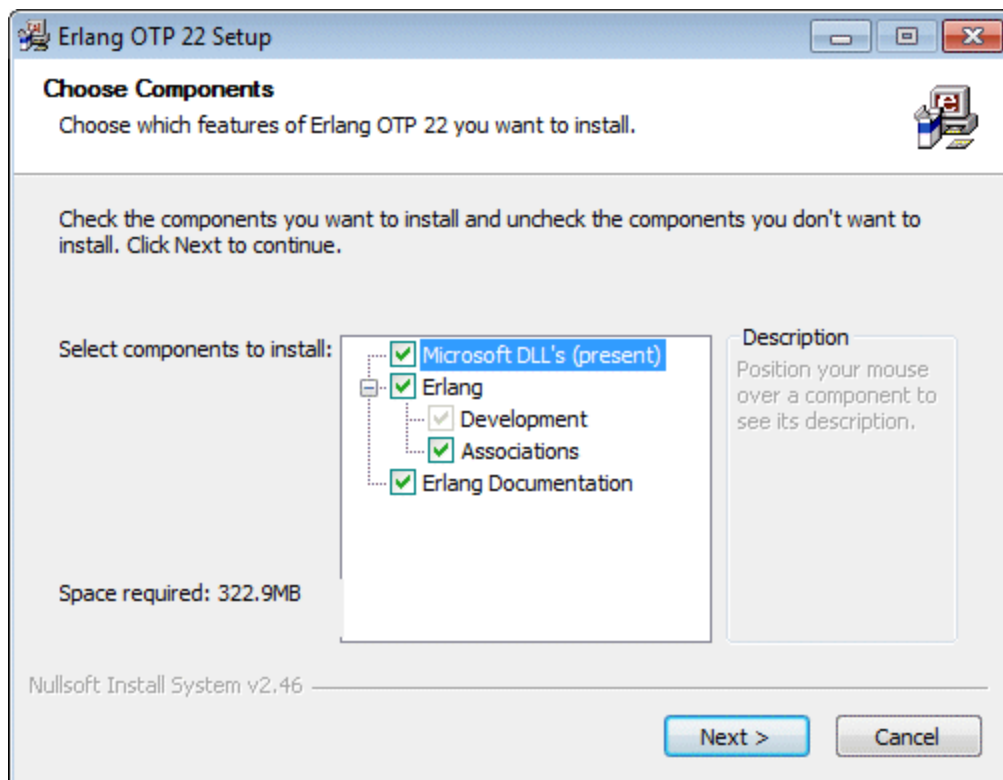 Erlang OTP 22 Setup
Choose Components
Choose which features of Erlang OTP 22 you want to install.
Check the components you want to install and uncheck the components you don't want to
install. Click Next to continue.
Select components to install:
Microsoft DLL's (present)
Erlang
Development
Associations
Erlang Documentation
Description
Position your mouse
over a component to
see its description.
Space required: 322.9MB
Nullsoft Install System v2.46
Next >
Cancel